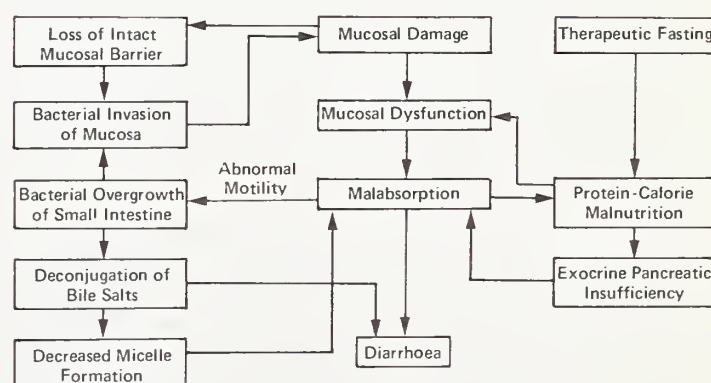 Loss of Intact
Mucosal Barrier
Mucosal Damage
Therapeutic Fasting
Bacterial Invasion
of Mucosa
Mucosal Dysfunction
Abnormal
Motility
Bacterial Overgrowth
of Small Intestine
Malabsorption
Protein-Calorie
Malnutrition
Deconjugation of
Bile Salts
Exocrine Pancreatic
Insufficiency
Decreased Micelle
Formation
Diarrhoea